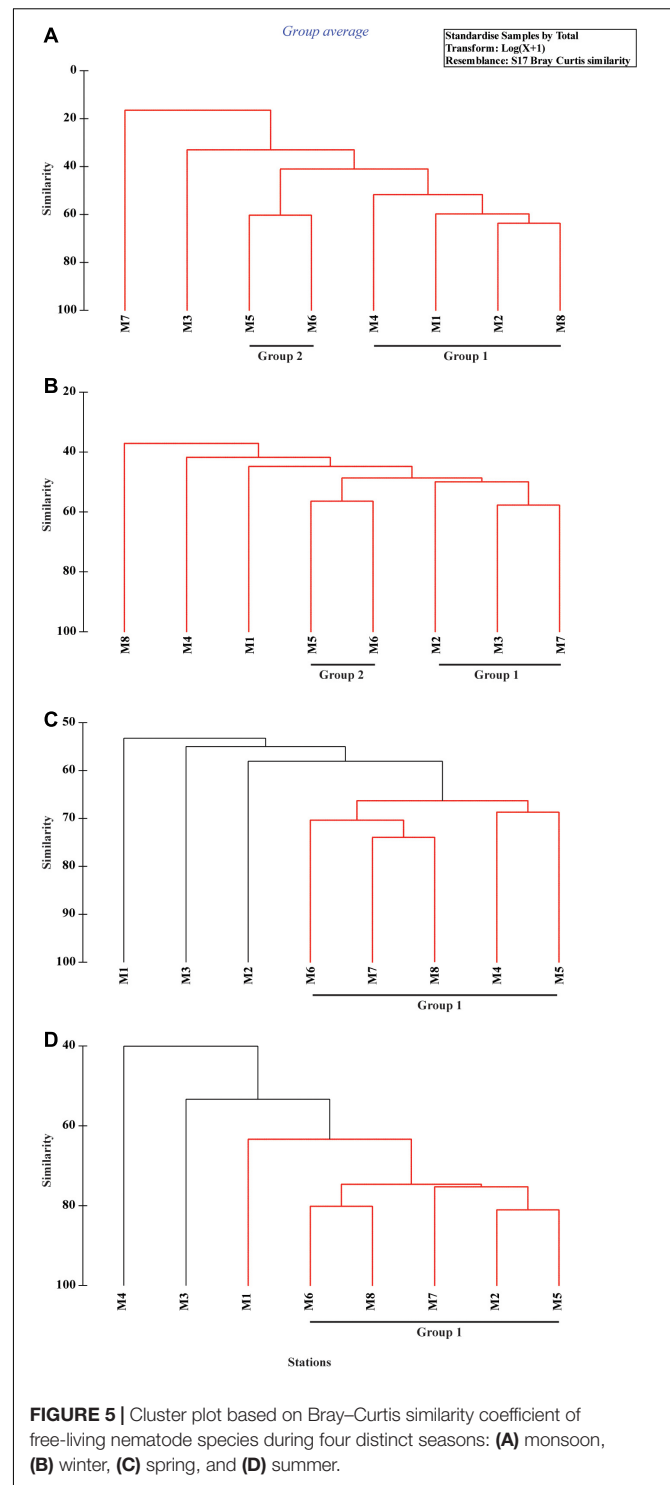 A
Group average
Standardise Samples by Total
Transform: Log(X+1)
Resemblance: S17 Bray Curtis similarity
0
20
40
60
80
100
Similarity
M7 M3 M5 M6 M4 M1 M2 M8
Group 2 Group 1
B
20
40
60
80
100
Similarity
M8 M4 M1 M5 M6 M2 M3 M7
Group 2 Group 1
C
50
60
70
80
90
100
Similarity
M1 M3 M2 M6 M7 M8 M4 M5
Group 1
D
40
60
80
100
Similarity
M4 M3 M1 M6 M8 M7 M2 M5
Group 1
Stations
FIGURE 5 | Cluster plot based on Bray–Curtis similarity coefficient of
free-living nematode species during four distinct seasons: (A) monsoon,
(B) winter, (C) spring, and (D) summer.